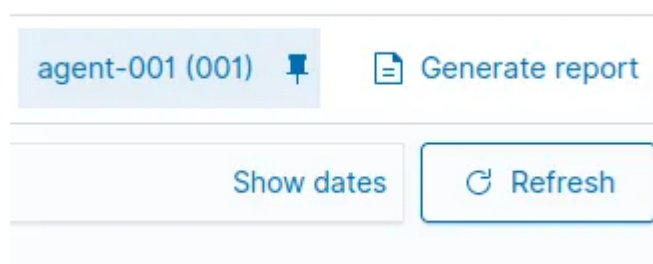 agent-001 (001) Generate report
Show dates Refresh